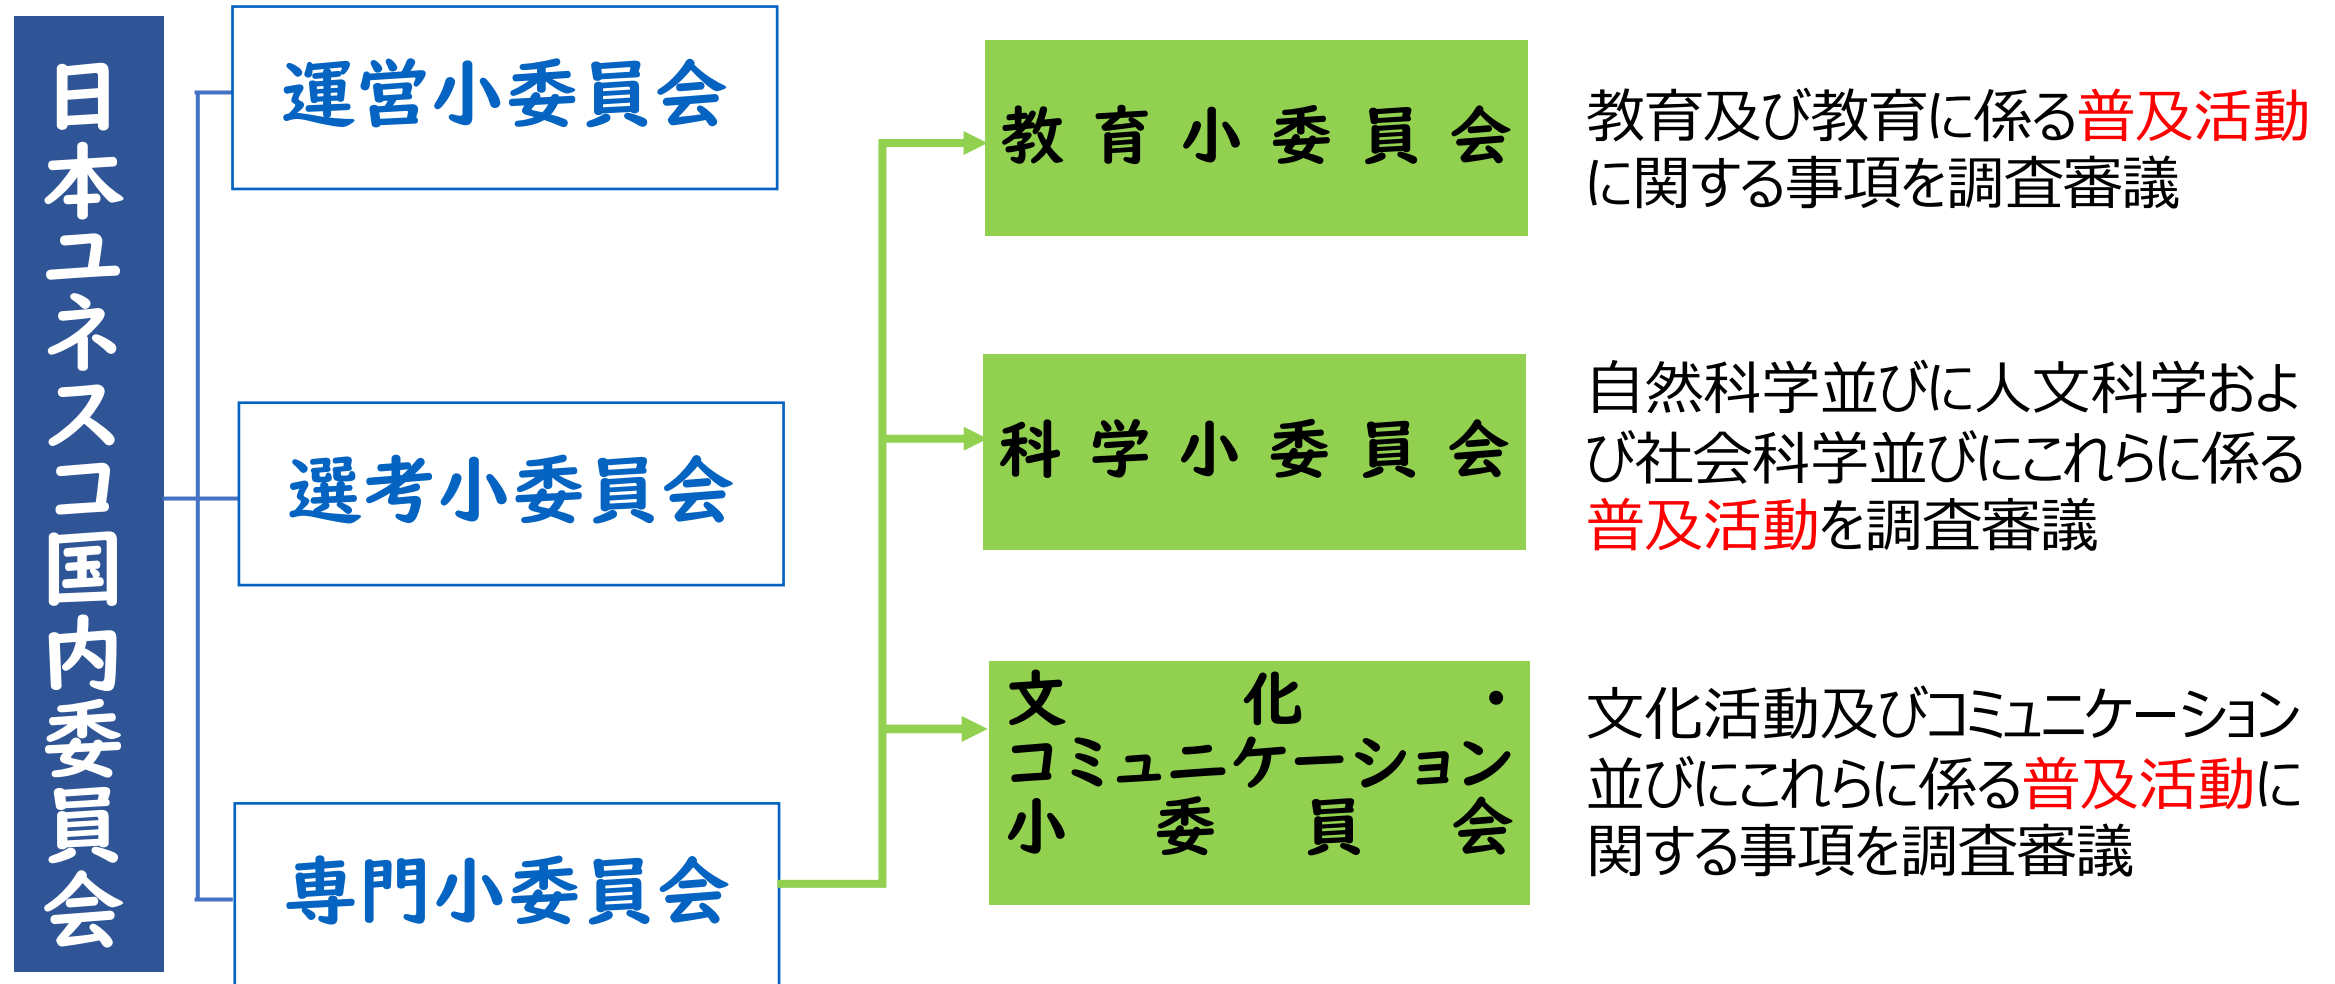 日本ユネスコ国内委員会
運営小委員会
選考小委員会
専門小委員会
教育小委員会
教育及び教育に係る普及活動
に関する事項を調査審議
科学小委員会
自然科学並びに人文科学およ
び社会科学並びにこれらに係る
普及活動を調査審議
文化・
コミュニケーション
小委員会
文化活動及びコミュニケーション
並びにこれらに係る普及活動に
関する事項を調査審議